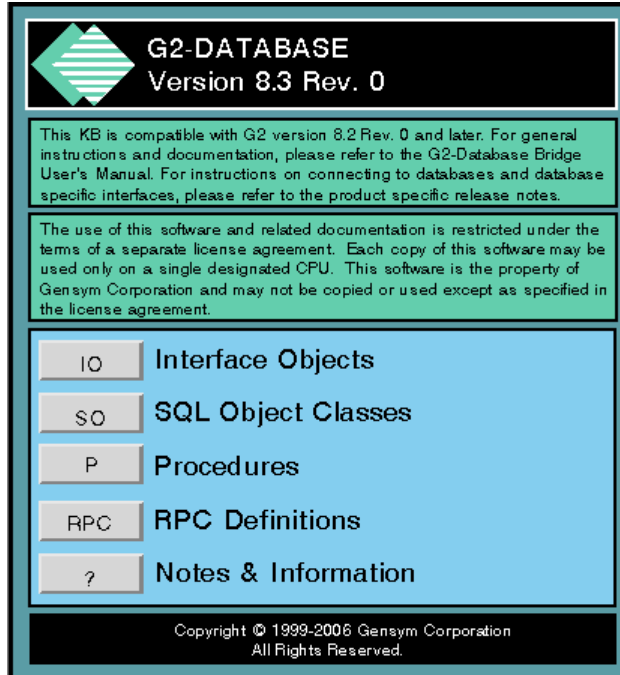 G2-DATABASE
Version 8.3 Rev. 0
This KB is compatible with G2 version 8.2 Rev. 0 and later. For general
instructions and documentation, please refer to the G2-Database Bridge
User's Manual. For instructions on connecting to databases and database
specific interfaces, please refer to the product specific release notes.
The use of this software and related documentation is restricted under the
terms of a separate license agreement. Each copy of this software may be
used only on a single designated CPU. This software is the property of
Gensym Corporation and may not be copied or used except as specified in
the license agreement.
IO Interface Objects
SO SQL Object Classes
P Procedures
RPC RPC Definitions
? Notes & Information
Copyright © 1999-2006 Gensym Corporation
All Rights Reserved.